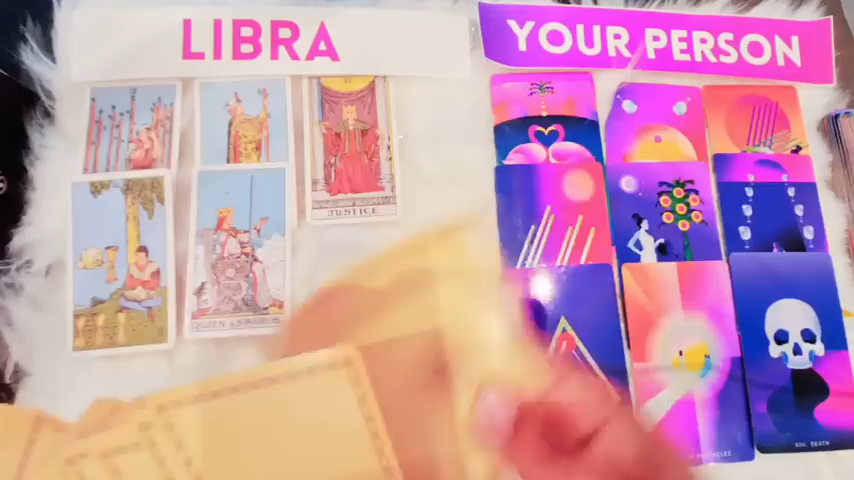 LIBRA
YOUR PERSON
JUSTICE
QUEEN of SWORDS
XIII. DEATH